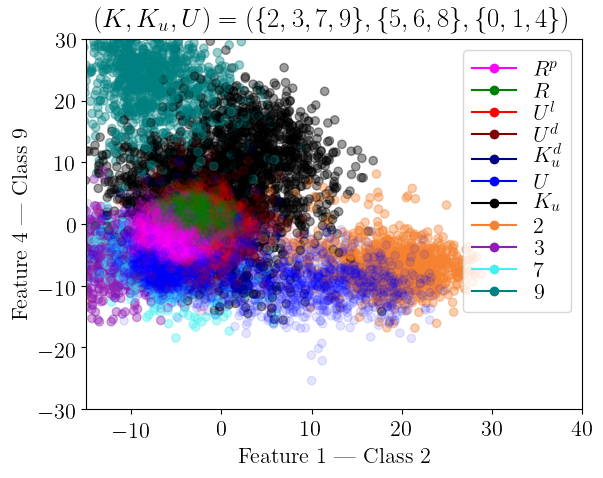 (K, K_u, U) = ({2, 3, 7, 9}, {5, 6, 8}, {0, 1, 4})
30
20
10
0
−10
−20
−30
Feature 4 — Class 9
R^p
R
U^l
U^d
K_u^d
U
K_u
2
3
7
9
−10
0
10
20
30
40
Feature 1 — Class 2